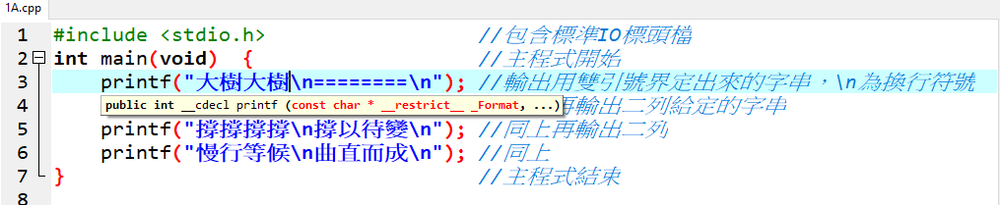 1A.cpp
1 #include <stdio.h> //包含標準IO標頭檔
2 int main(void) { //主程式開始
3 printf("大樹大樹\n========\n"); //輸出用雙引號界定出來的字串，\n為換行符號
4 public int __cdecl printf (const char * __restrict__ _Format, ...) 再輸出二列給定的字串
5 printf("撐撐撐撐\n撐以待變\n"); //同上再輸出二列
6 printf("慢行等候\n曲直而成\n"); //同上
7 } //主程式結束
8